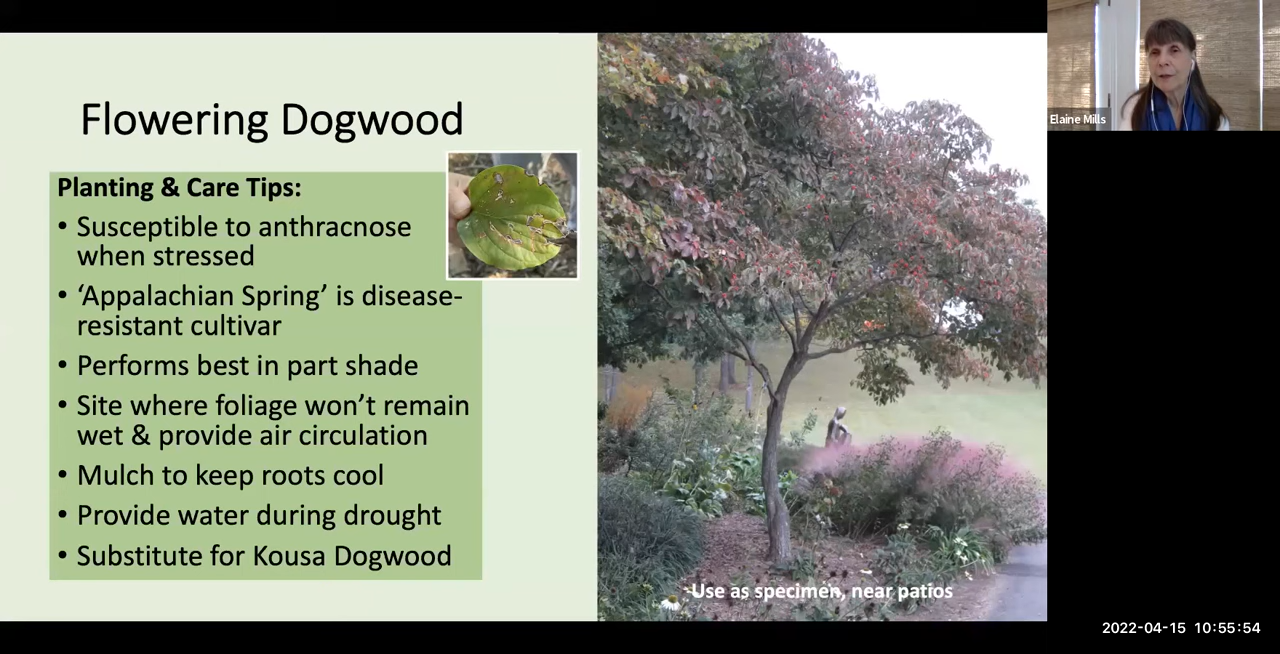 Flowering Dogwood
Planting & Care Tips:
• Susceptible to anthracnose
when stressed
• ‘Appalachian Spring’ is disease-
resistant cultivar
• Performs best in part shade
• Site where foliage won’t remain
wet & provide air circulation
• Mulch to keep roots cool
• Provide water during drought
• Substitute for Kousa Dogwood
Use as specimen, near patios
Elaine Mills
2022-04-15 10:55:54